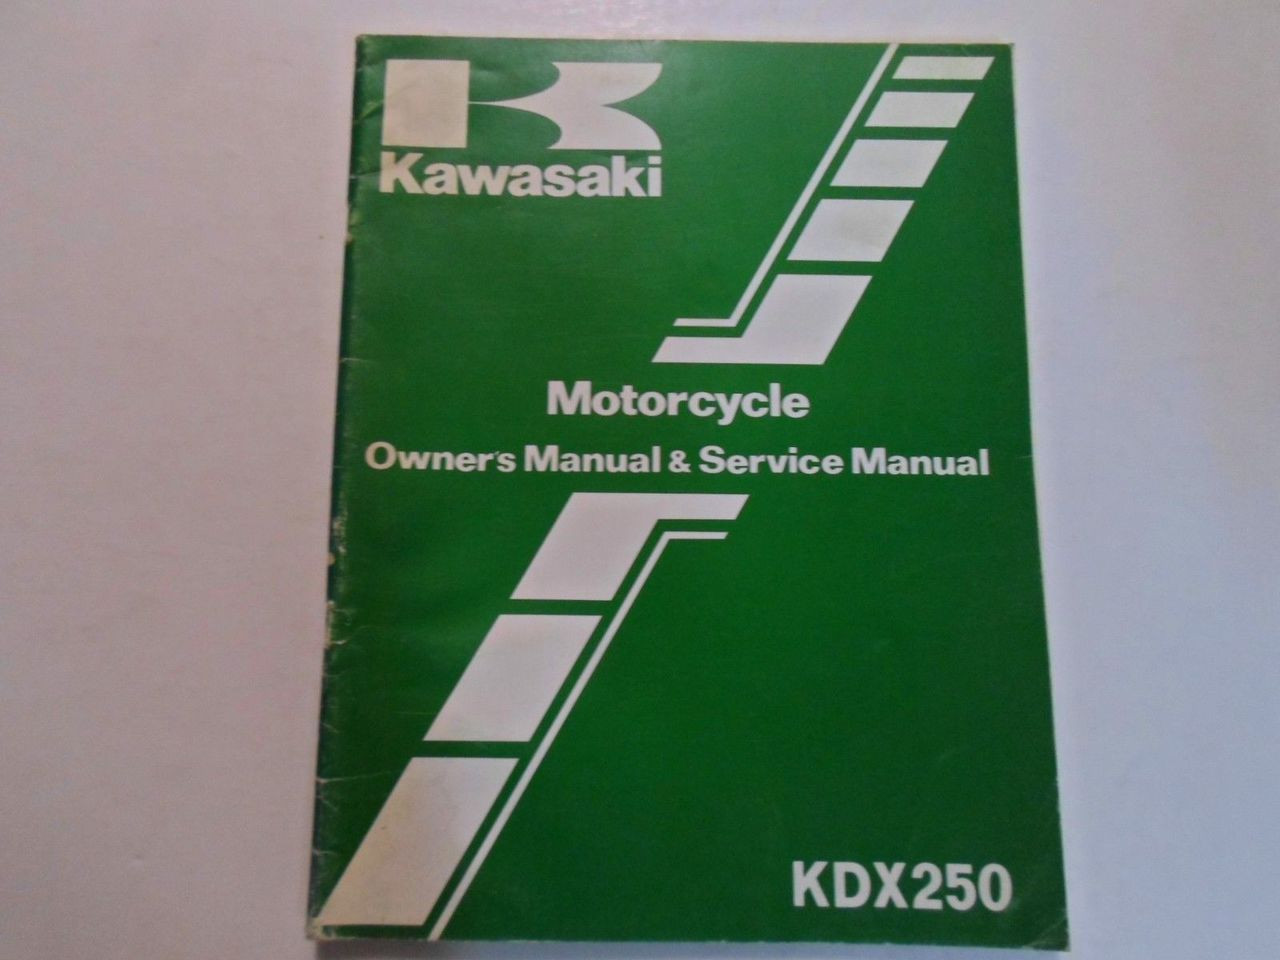 Kawasaki
Motorcycle
Owner's Manual & Service Manual
KDX250